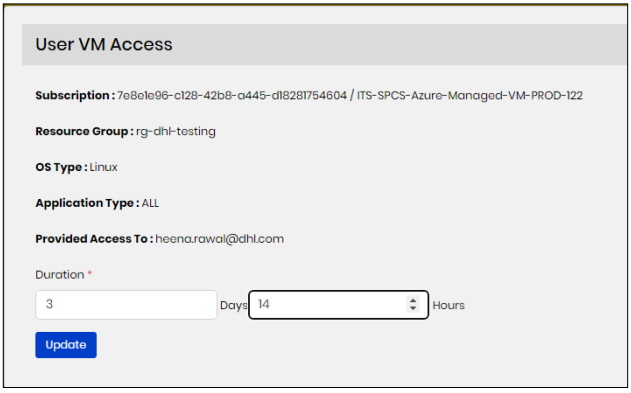 User VM Access
Subscription : 7e8e1e96-c128-42b8-a445-d18281754604 / ITS-SPCS-Azure-Managed-VM-PROD-122
Resource Group : rg-dhl-testing
OS Type : Linux
Application Type : ALL
Provided Access To : heena.rawal@dhl.com
Duration *
3 Days 14 Hours
Update